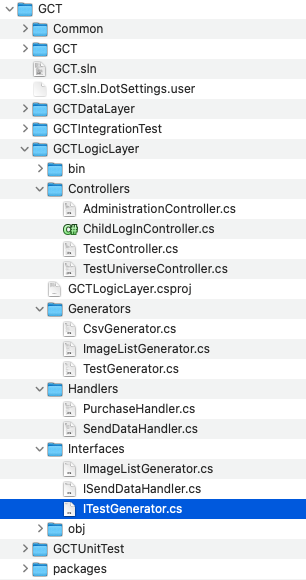 GCT
Common
GCT
GCT.sln
GCT.sln.DotSettings.user
GCTDataLayer
GCTIntegrationTest
GCTLogicLayer
bin
Controllers
AdministrationController.cs
C#
ChildLogInController.cs
TestController.cs
TestUniverseController.cs
GCTLogicLayer.csproj
Generators
CsvGenerator.cs
ImageListGenerator.cs
TestGenerator.cs
Handlers
PurchaseHandler.cs
SendDataHandler.cs
Interfaces
IImageListGenerator.cs
ISendDataHandler.cs
ITestGenerator.cs
obj
GCTUnitTest
packages